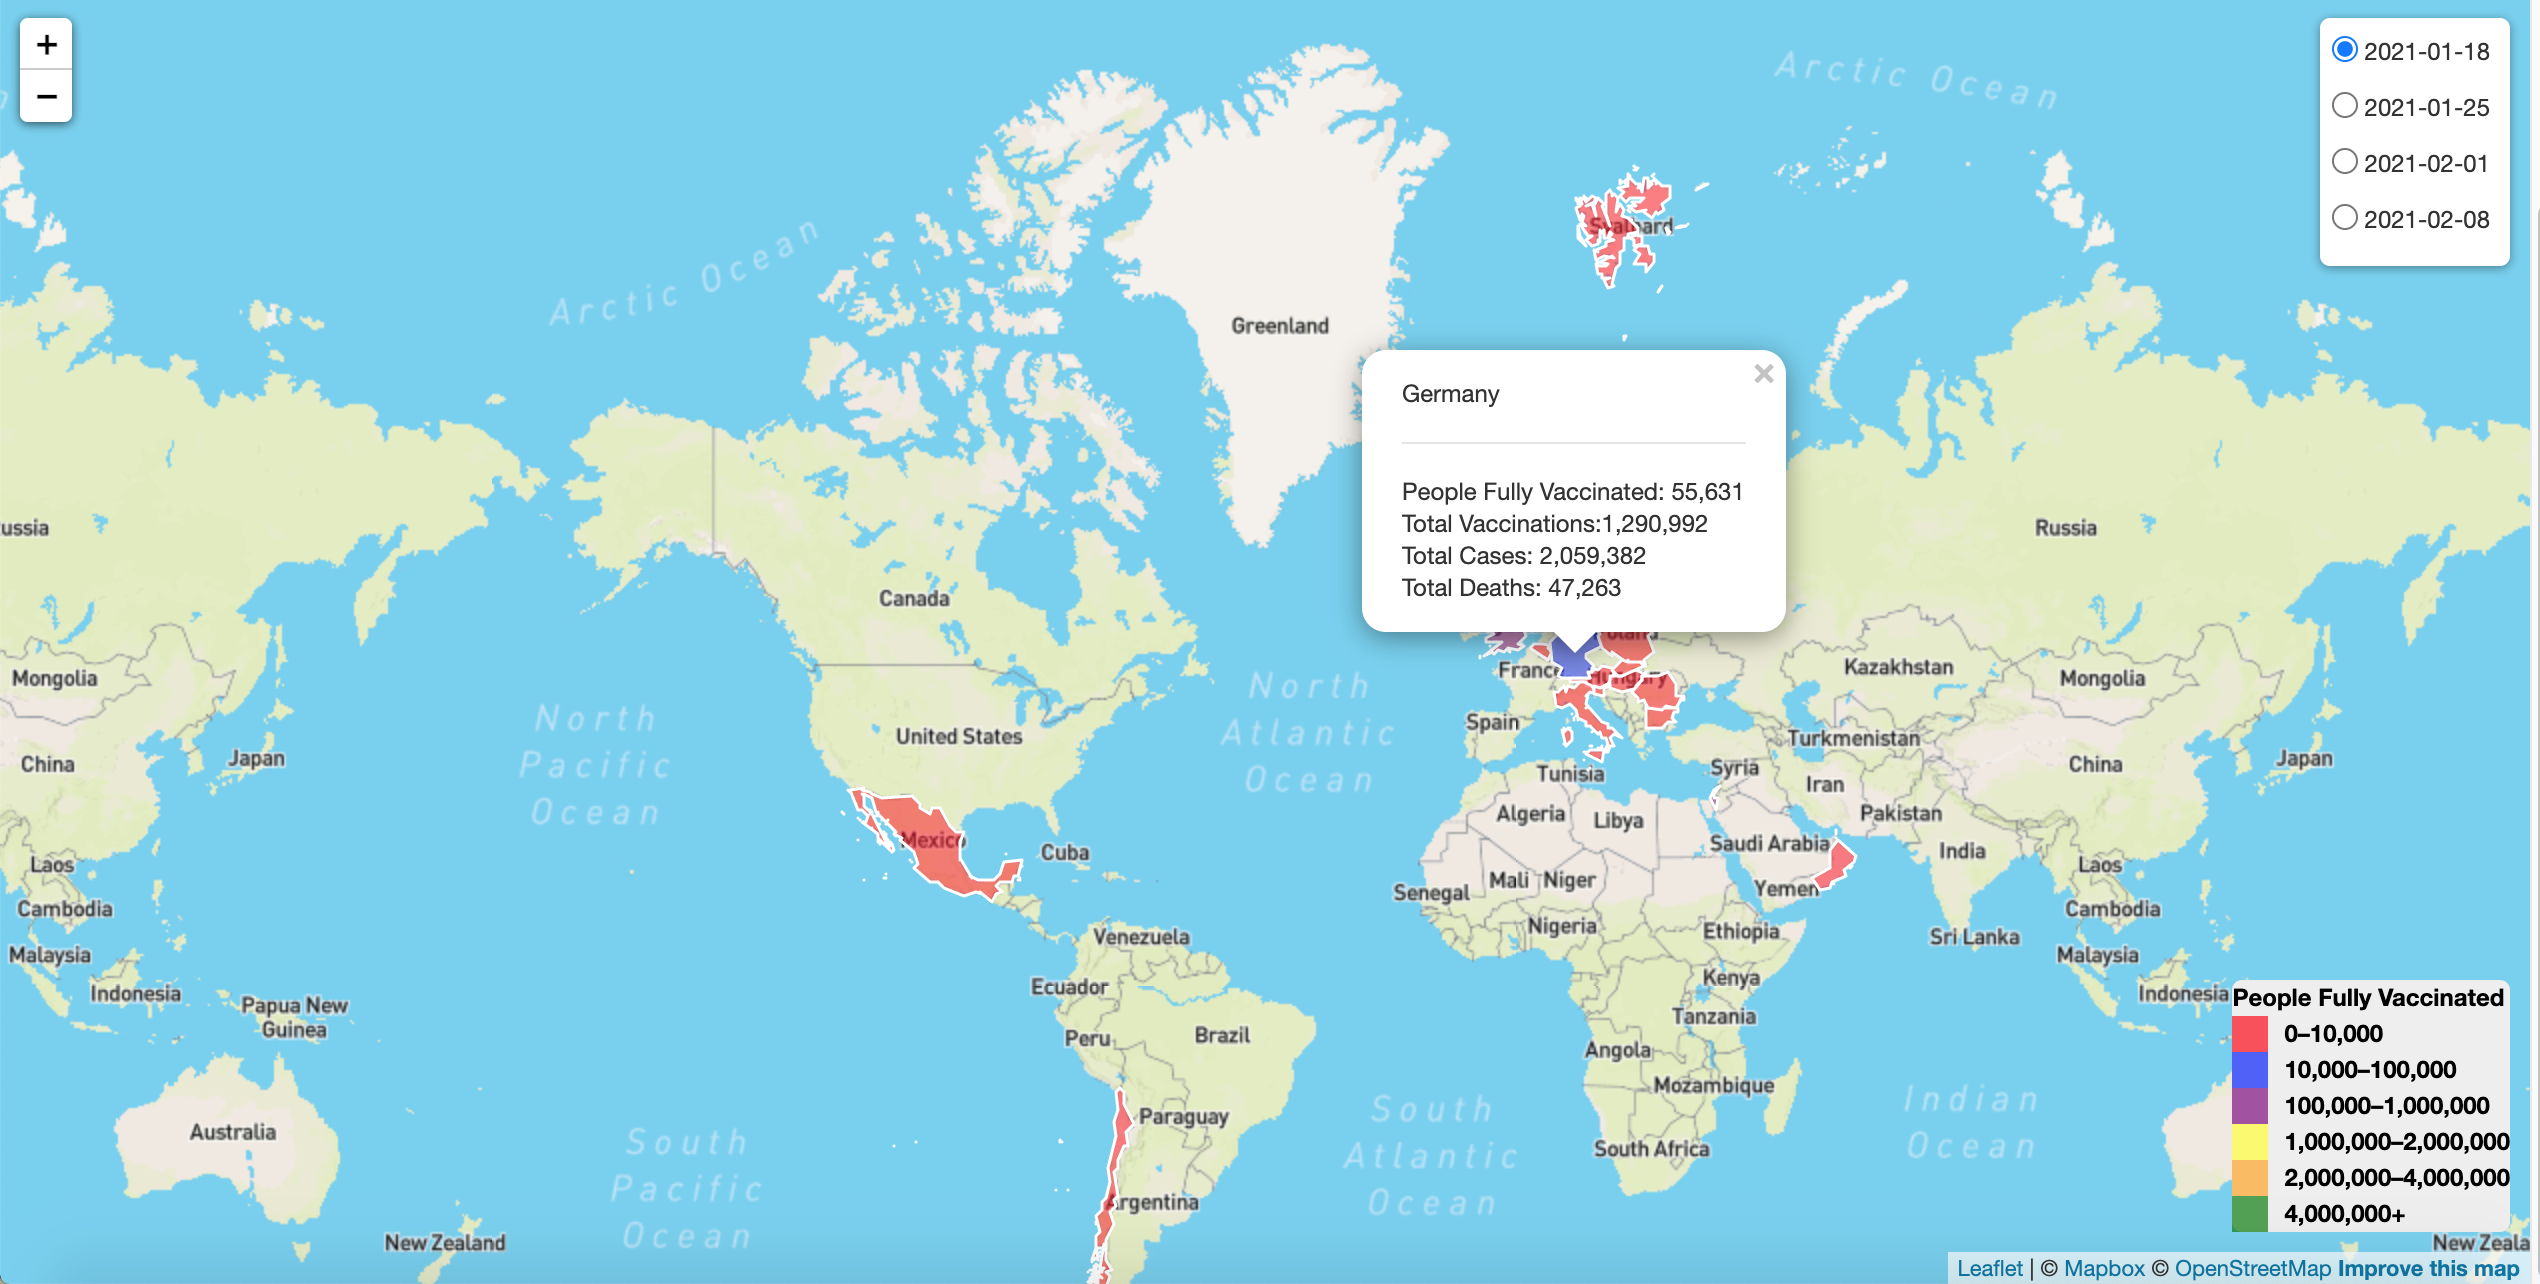 +
−
2021-01-18
2021-01-25
2021-02-01
2021-02-08
Arctic Ocean
Arctic Ocean
Svalbard
Greenland
×
Germany
People Fully Vaccinated: 55,631
Total Vaccinations:1,290,992
Total Cases: 2,059,382
Total Deaths: 47,263
ussia
Russia
Canada
oland
Kazakhstan
Mongolia
Mongolia
France
Hungary
North
Atlantic
Ocean
North
Pacific
Ocean
Spain
United States
Turkmenistan
Japan
China
Japan
China
Tunisia
Syria
Iran
Pakistan
Algeria
Libya
Saudi Arabia
Mexico
Cuba
India
Laos
Laos
Mali
Niger
Senegal
Yemen
Cambodia
Cambodia
Nigeria
Ethiopia
Venezuela
Sri Lanka
Malaysia
Malaysia
Kenya
Ecuador
Indonesia
Indonesia
Papua New
Guinea
Tanzania
Peru
Brazil
Angola
Mozambique
Indian
Ocean
South
Atlantic
Ocean
Paraguay
Australia
South
Pacific
Ocean
South Africa
Argentina
New Zealand
New Zeala
People Fully Vaccinated
0–10,000
10,000–100,000
100,000–1,000,000
1,000,000–2,000,000
2,000,000–4,000,000
4,000,000+
Leaflet | © Mapbox © OpenStreetMap Improve this map